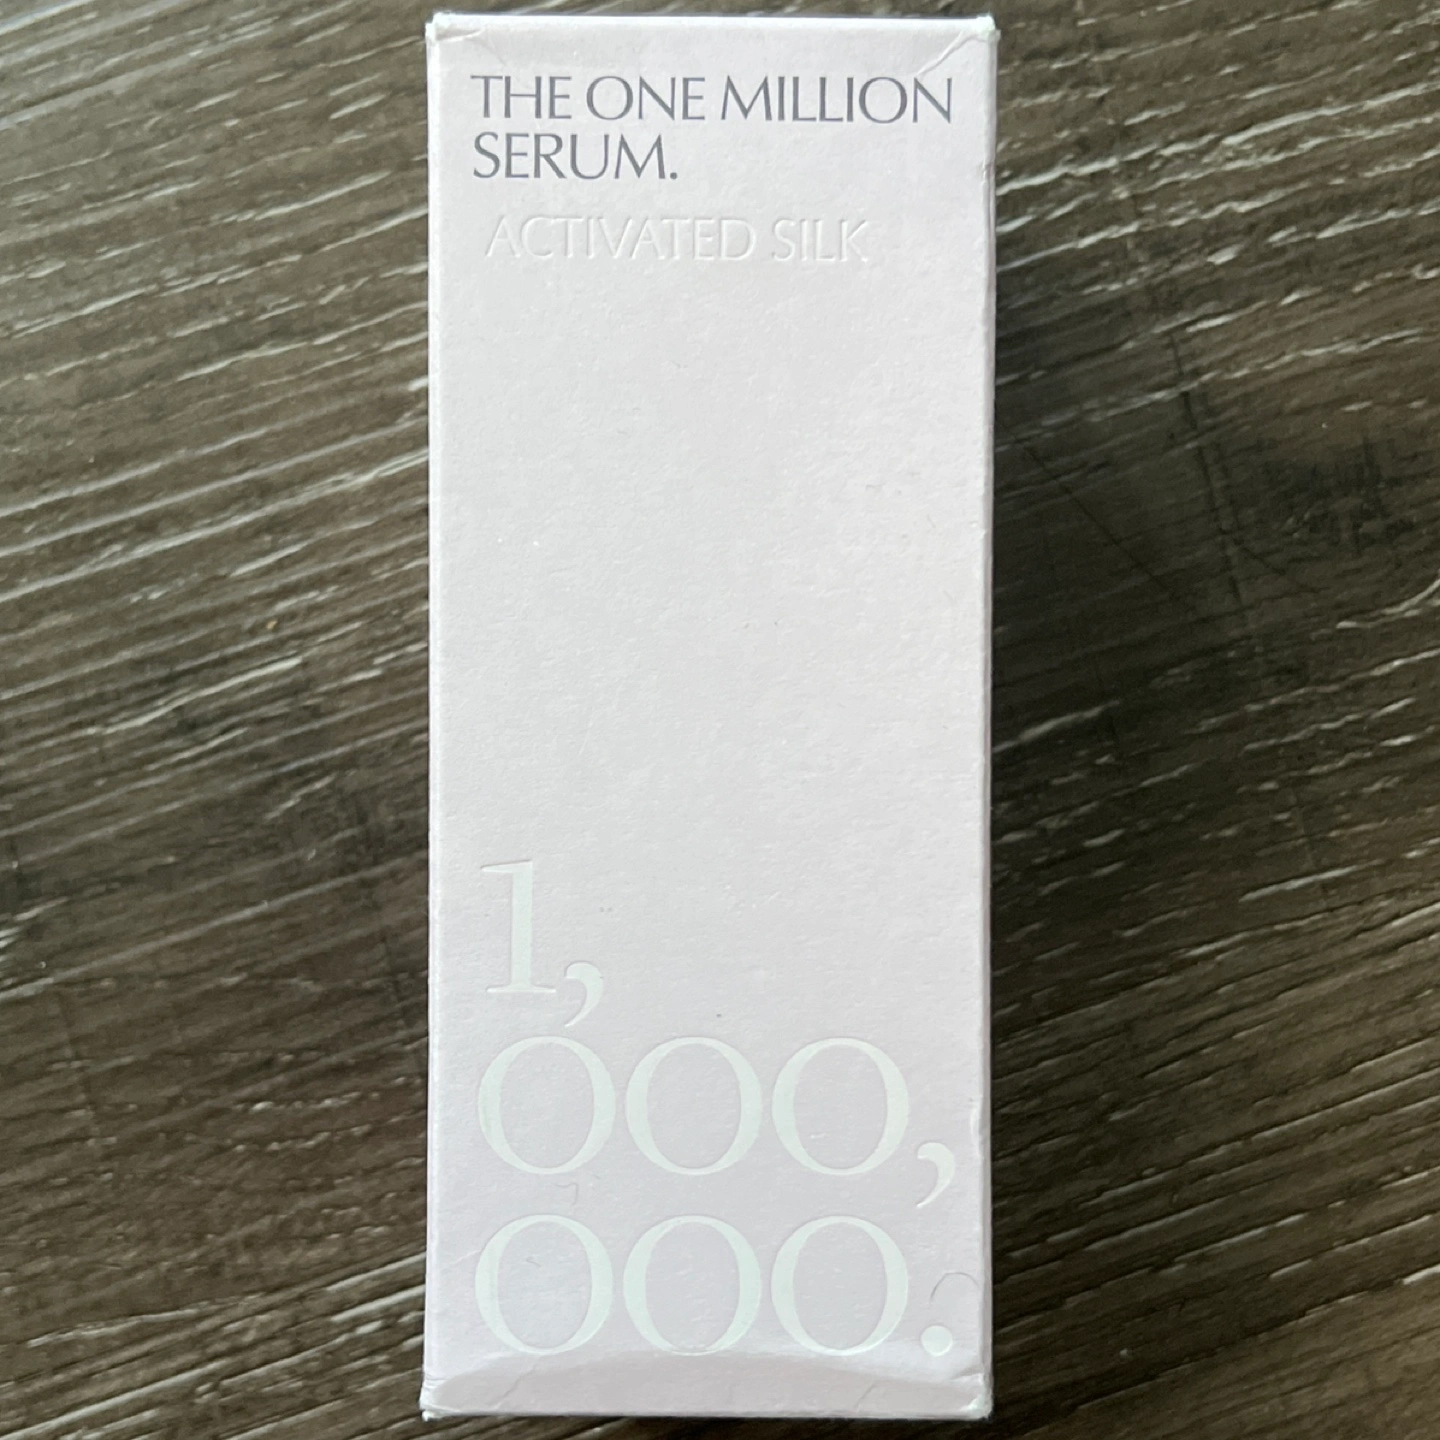 THE ONE MILLION
SERUM.
ACTIVATED SILK
1,
000,
000.